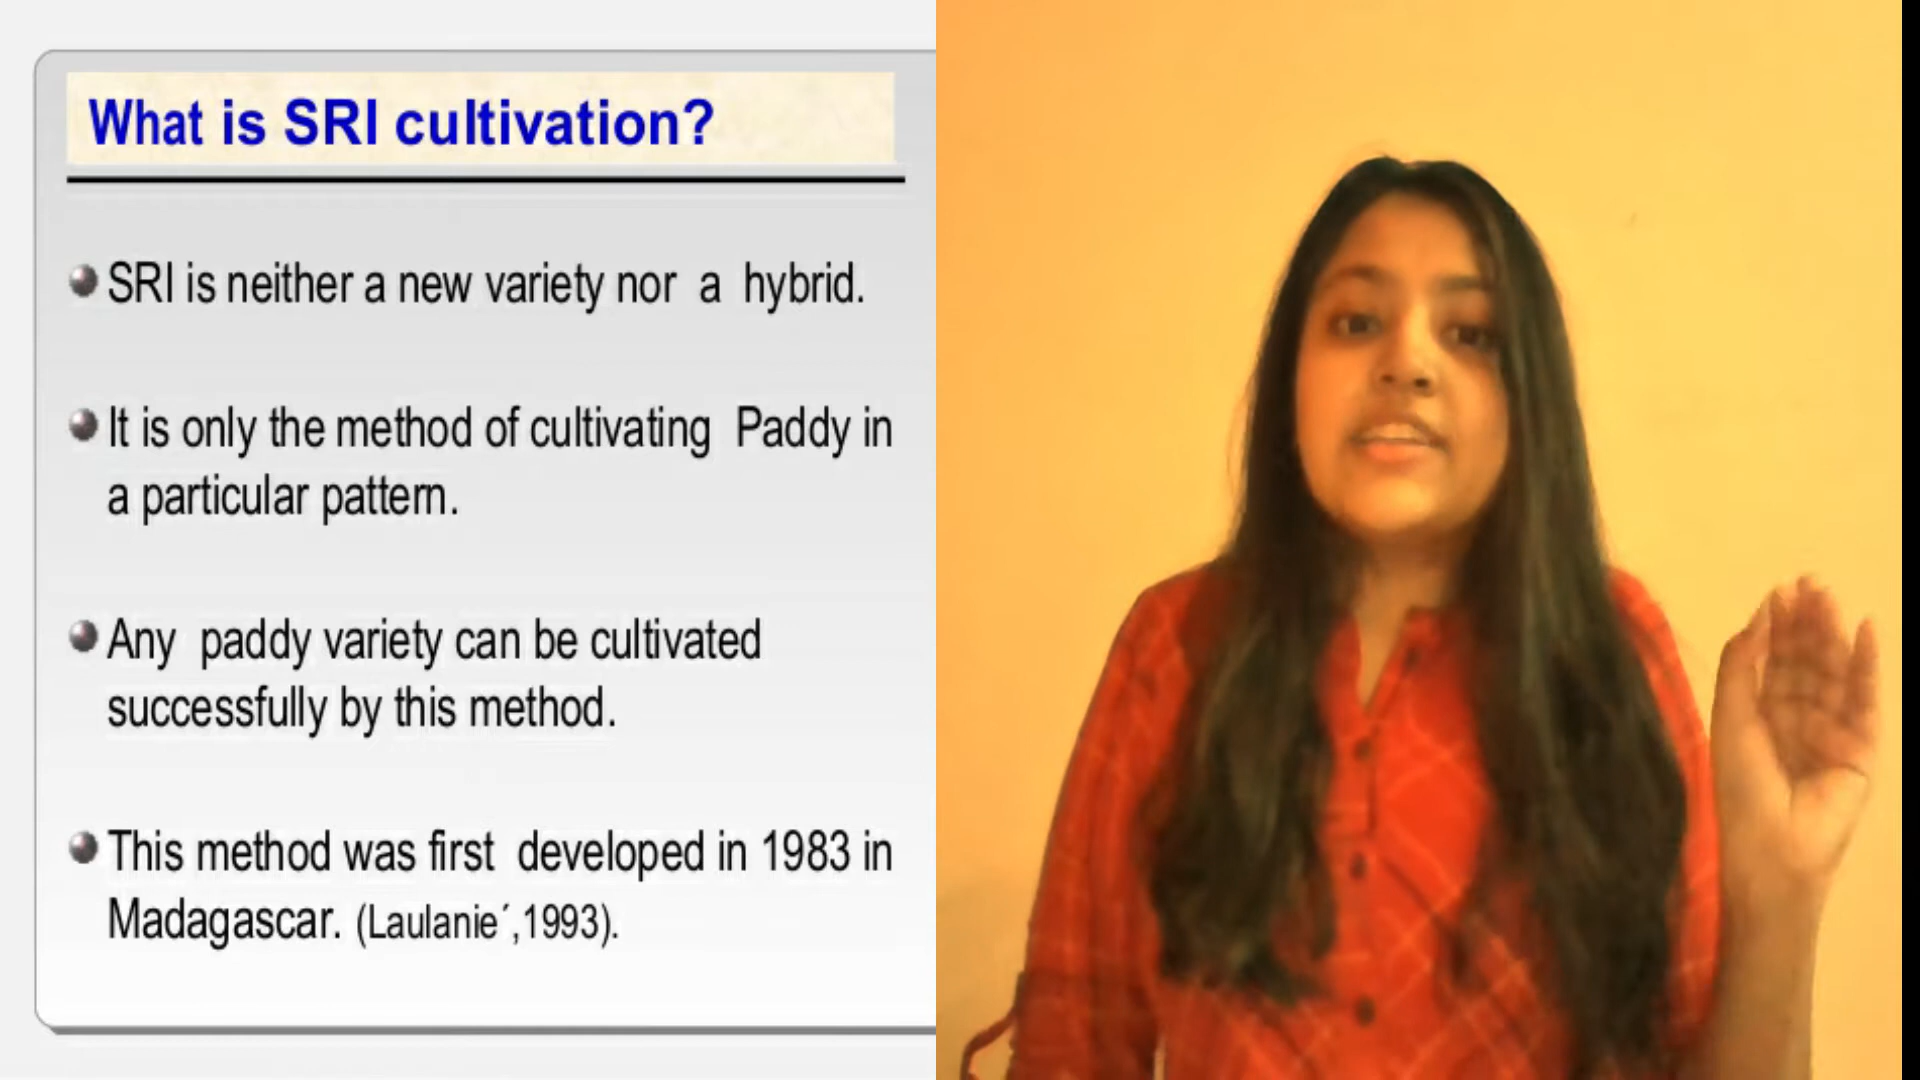 What is SRI cultivation?
SRI is neither a new variety nor a hybrid.
It is only the method of cultivating Paddy in
a particular pattern.
Any paddy variety can be cultivated
successfully by this method.
This method was first developed in 1983 in
Madagascar. (Laulanie´,1993).